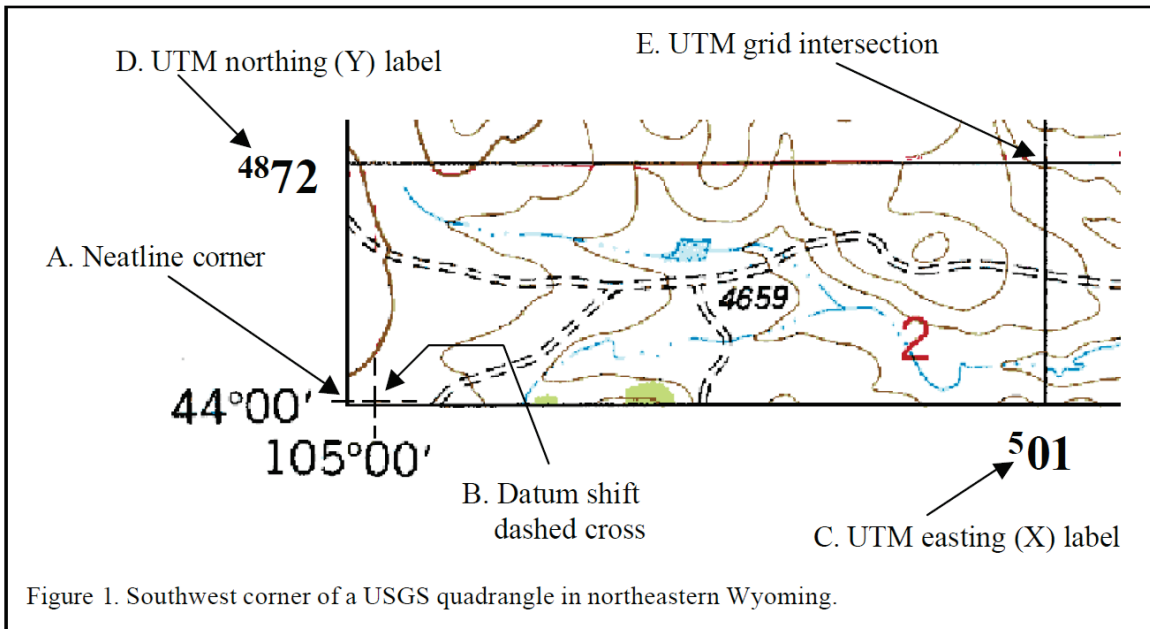 D. UTM northing (Y) label
E. UTM grid intersection
⁴⁸72
A. Neatline corner
4659
2
44°00'
105°00'
⁵01
B. Datum shift
dashed cross
C. UTM easting (X) label
Figure 1. Southwest corner of a USGS quadrangle in northeastern Wyoming.